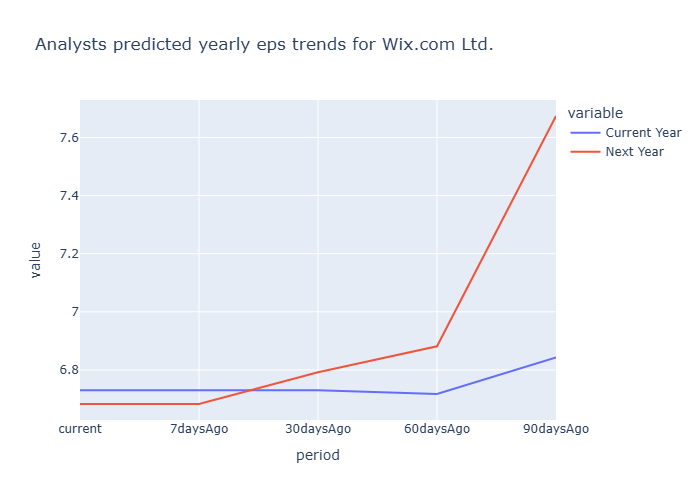 Analysts predicted yearly eps trends for Wix.com Ltd.
variable
Current Year
Next Year
7.6
7.4
7.2
7
6.8
value
current
7daysAgo
30daysAgo
60daysAgo
90daysAgo
period